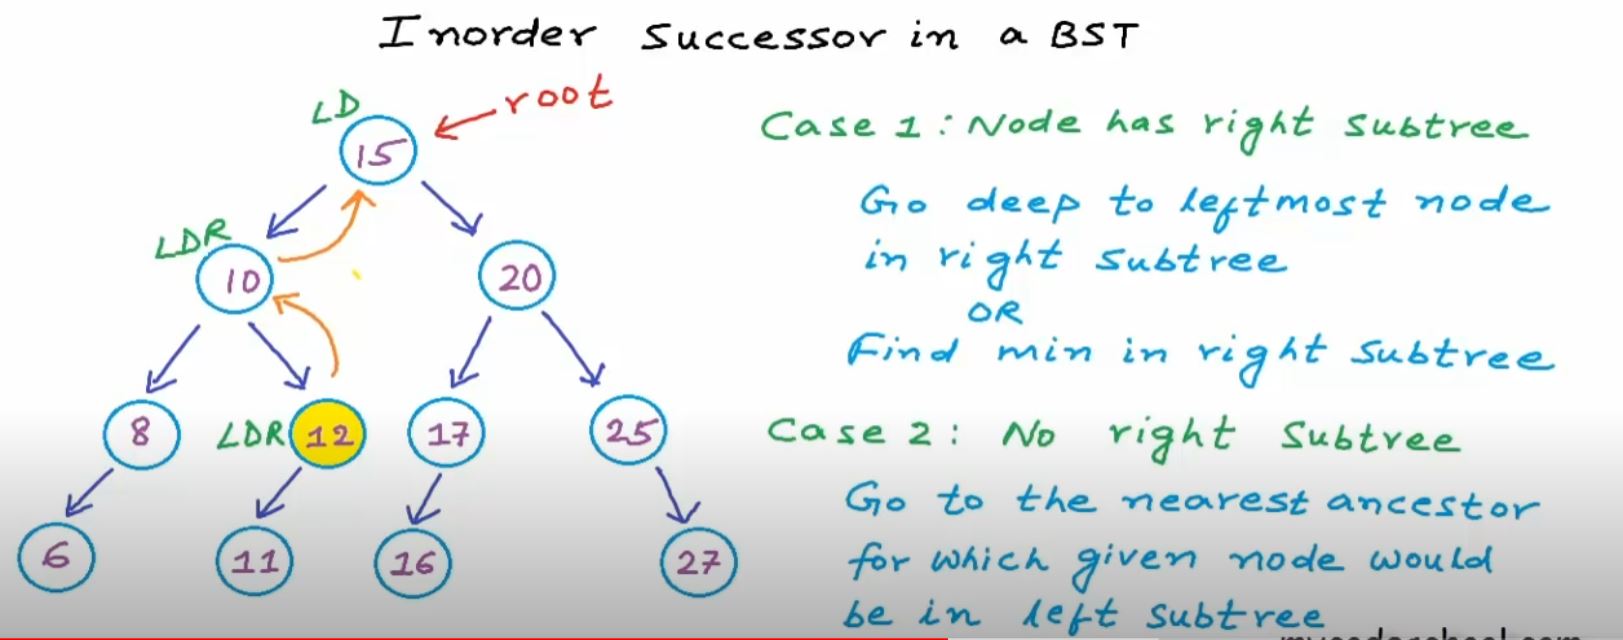 Inorder Successor in a BST
LD
root
15
Case 1: Node has right subtree
Go deep to leftmost node
in right subtree
OR
Find min in right subtree
LDR
10
20
8
LDR
12
17
25
Case 2: No right Subtree
Go to the nearest ancestor
for which given node would
be in left subtree
6
11
16
27